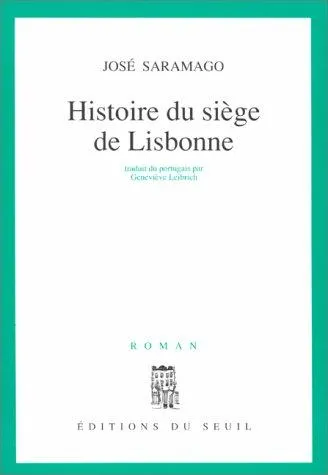 JOSÉ SARAMAGO
Histoire du siège
de Lisbonne
traduit du portugais par
Geneviève Leibrich
ROMAN
ÉDITIONS DU SEUIL